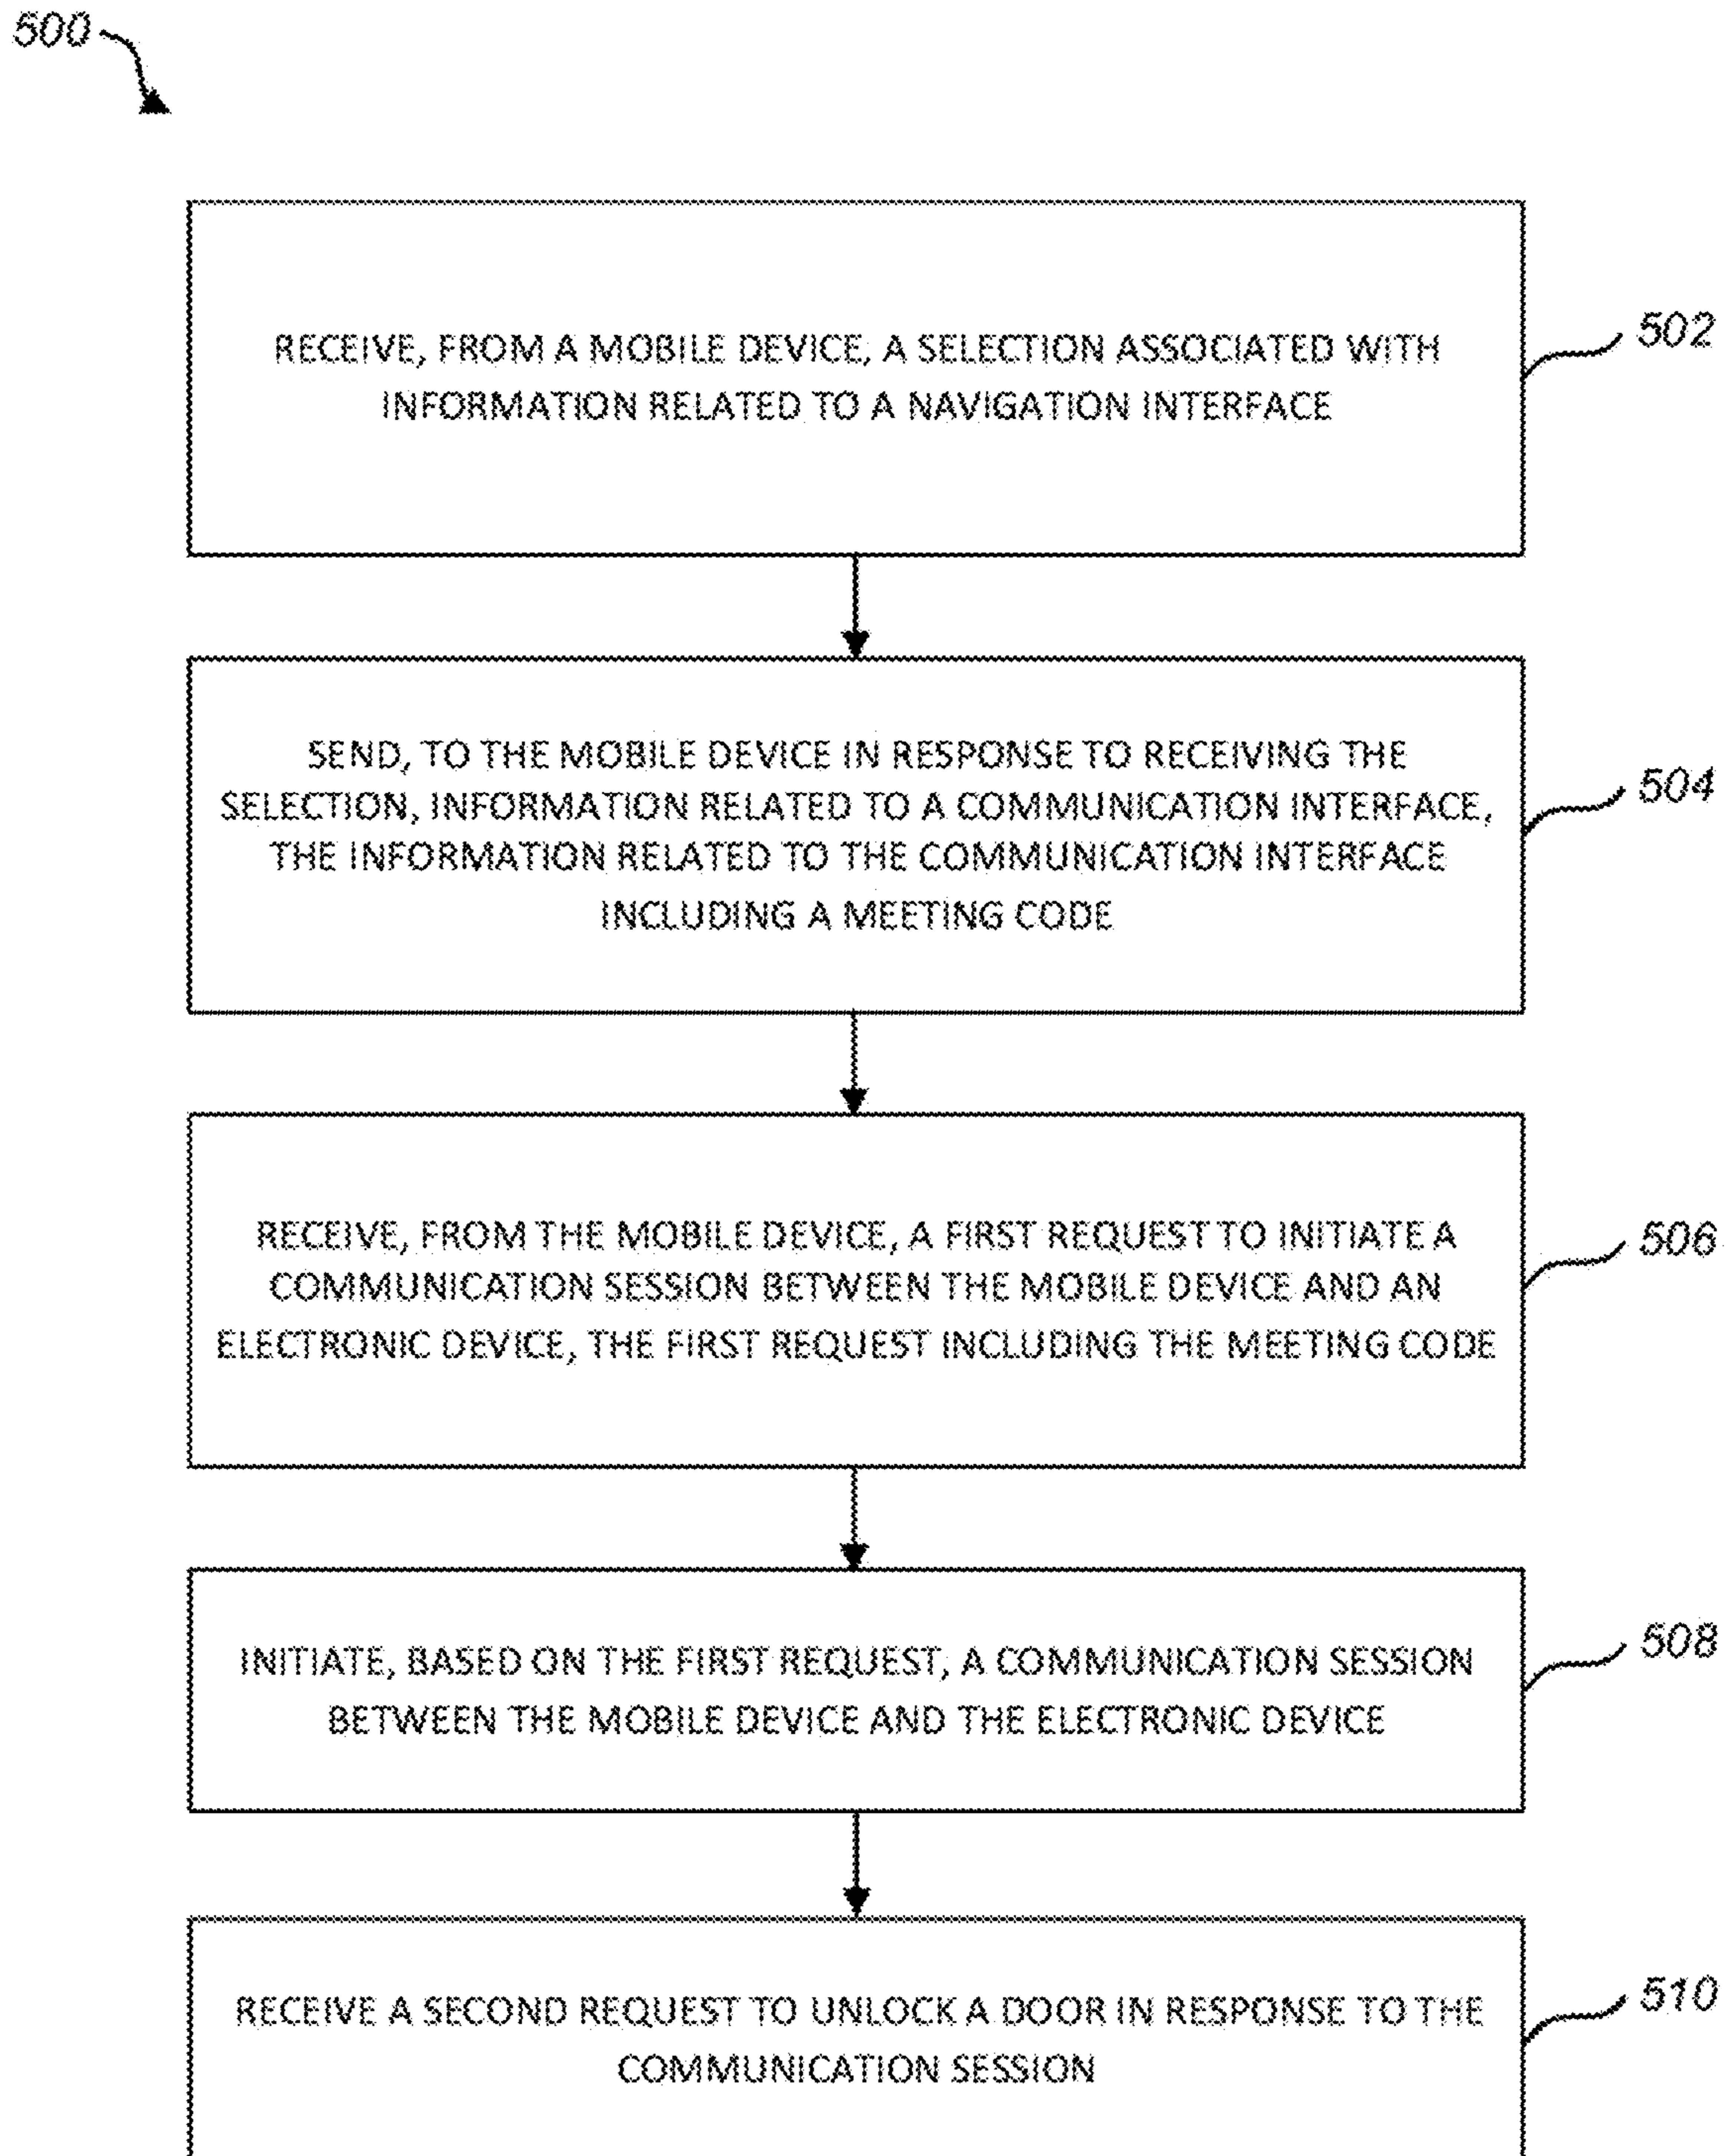 500
RECEIVE, FROM A MOBILE DEVICE, A SELECTION ASSOCIATED WITH
INFORMATION RELATED TO A NAVIGATION INTERFACE
502
SEND, TO THE MOBILE DEVICE IN RESPONSE TO RECEIVING THE
SELECTION, INFORMATION RELATED TO A COMMUNICATION INTERFACE,
THE INFORMATION RELATED TO THE COMMUNICATION INTERFACE
INCLUDING A MEETING CODE
504
RECEIVE, FROM THE MOBILE DEVICE, A FIRST REQUEST TO INITIATE A
COMMUNICATION SESSION BETWEEN THE MOBILE DEVICE AND AN
ELECTRONIC DEVICE, THE FIRST REQUEST INCLUDING THE MEETING CODE
506
INITIATE, BASED ON THE FIRST REQUEST, A COMMUNICATION SESSION
BETWEEN THE MOBILE DEVICE AND THE ELECTRONIC DEVICE
508
RECEIVE A SECOND REQUEST TO UNLOCK A DOOR IN RESPONSE TO THE
COMMUNICATION SESSION
510